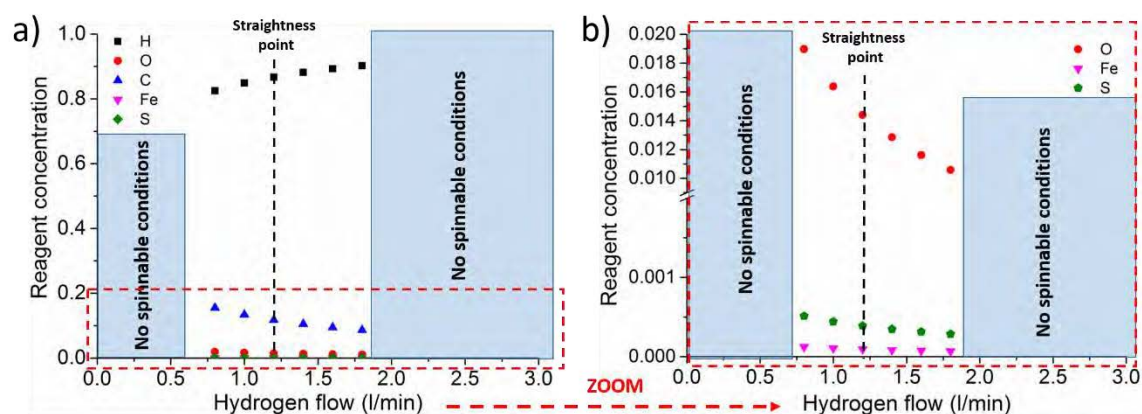 a)
Reagent concentration
1.0
0.8
0.6
0.4
0.2
0.0
H
O
C
Fe
S
Straightness
point
No spinnable conditions
No spinnable conditions
0.0 0.5 1.0 1.5 2.0 2.5 3.0
Hydrogen flow (l/min)
ZOOM
b)
Reagent concentration
0.020
0.018
0.016
0.014
0.012
0.010
0.001
0.000
Straightness
point
O
Fe
S
No spinnable conditions
No spinnable conditions
0.0 0.5 1.0 1.5 2.0 2.5 3.0
Hydrogen flow (l/min)